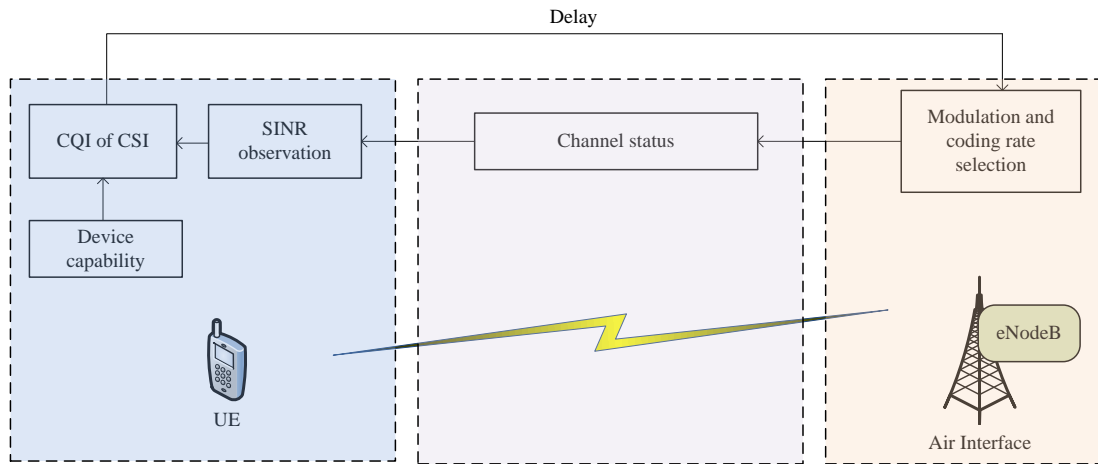 Delay
CQI of CSI
SINR
observation
Channel status
Modulation and
coding rate
selection
Device
capability
eNodeB
UE
Air Interface